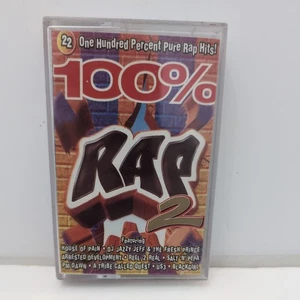 22 One Hundred Percent Pure Rap Hits!
100%
RAP
2
Featuring
HOUSE OF PAIN • DJ JAZZY JEFF & THE FRESH PRINCE
ARRESTED DEVELOPMENT • REEL 2 REAL • SALT 'N' PEPA
PM DAWN • A TRIBE CALLED QUEST • US3 • BLACKGIRL